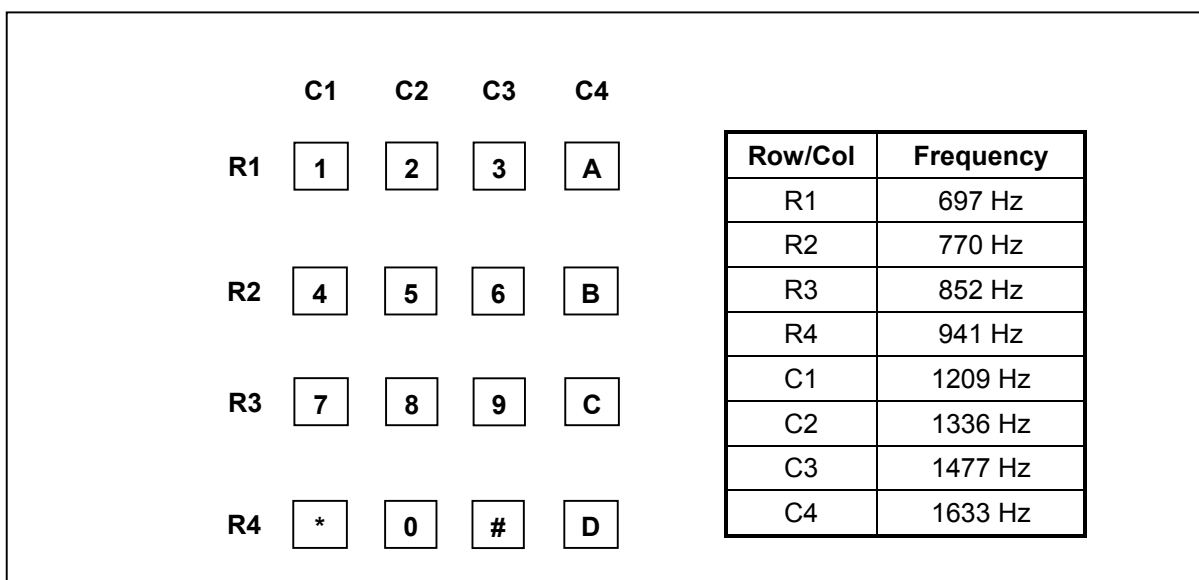 C1 C2 C3 C4
R1 1 2 3 A
R2 4 5 6 B
R3 7 8 9 C
R4 * 0 # D
Row/Col Frequency
R1 697 Hz
R2 770 Hz
R3 852 Hz
R4 941 Hz
C1 1209 Hz
C2 1336 Hz
C3 1477 Hz
C4 1633 Hz